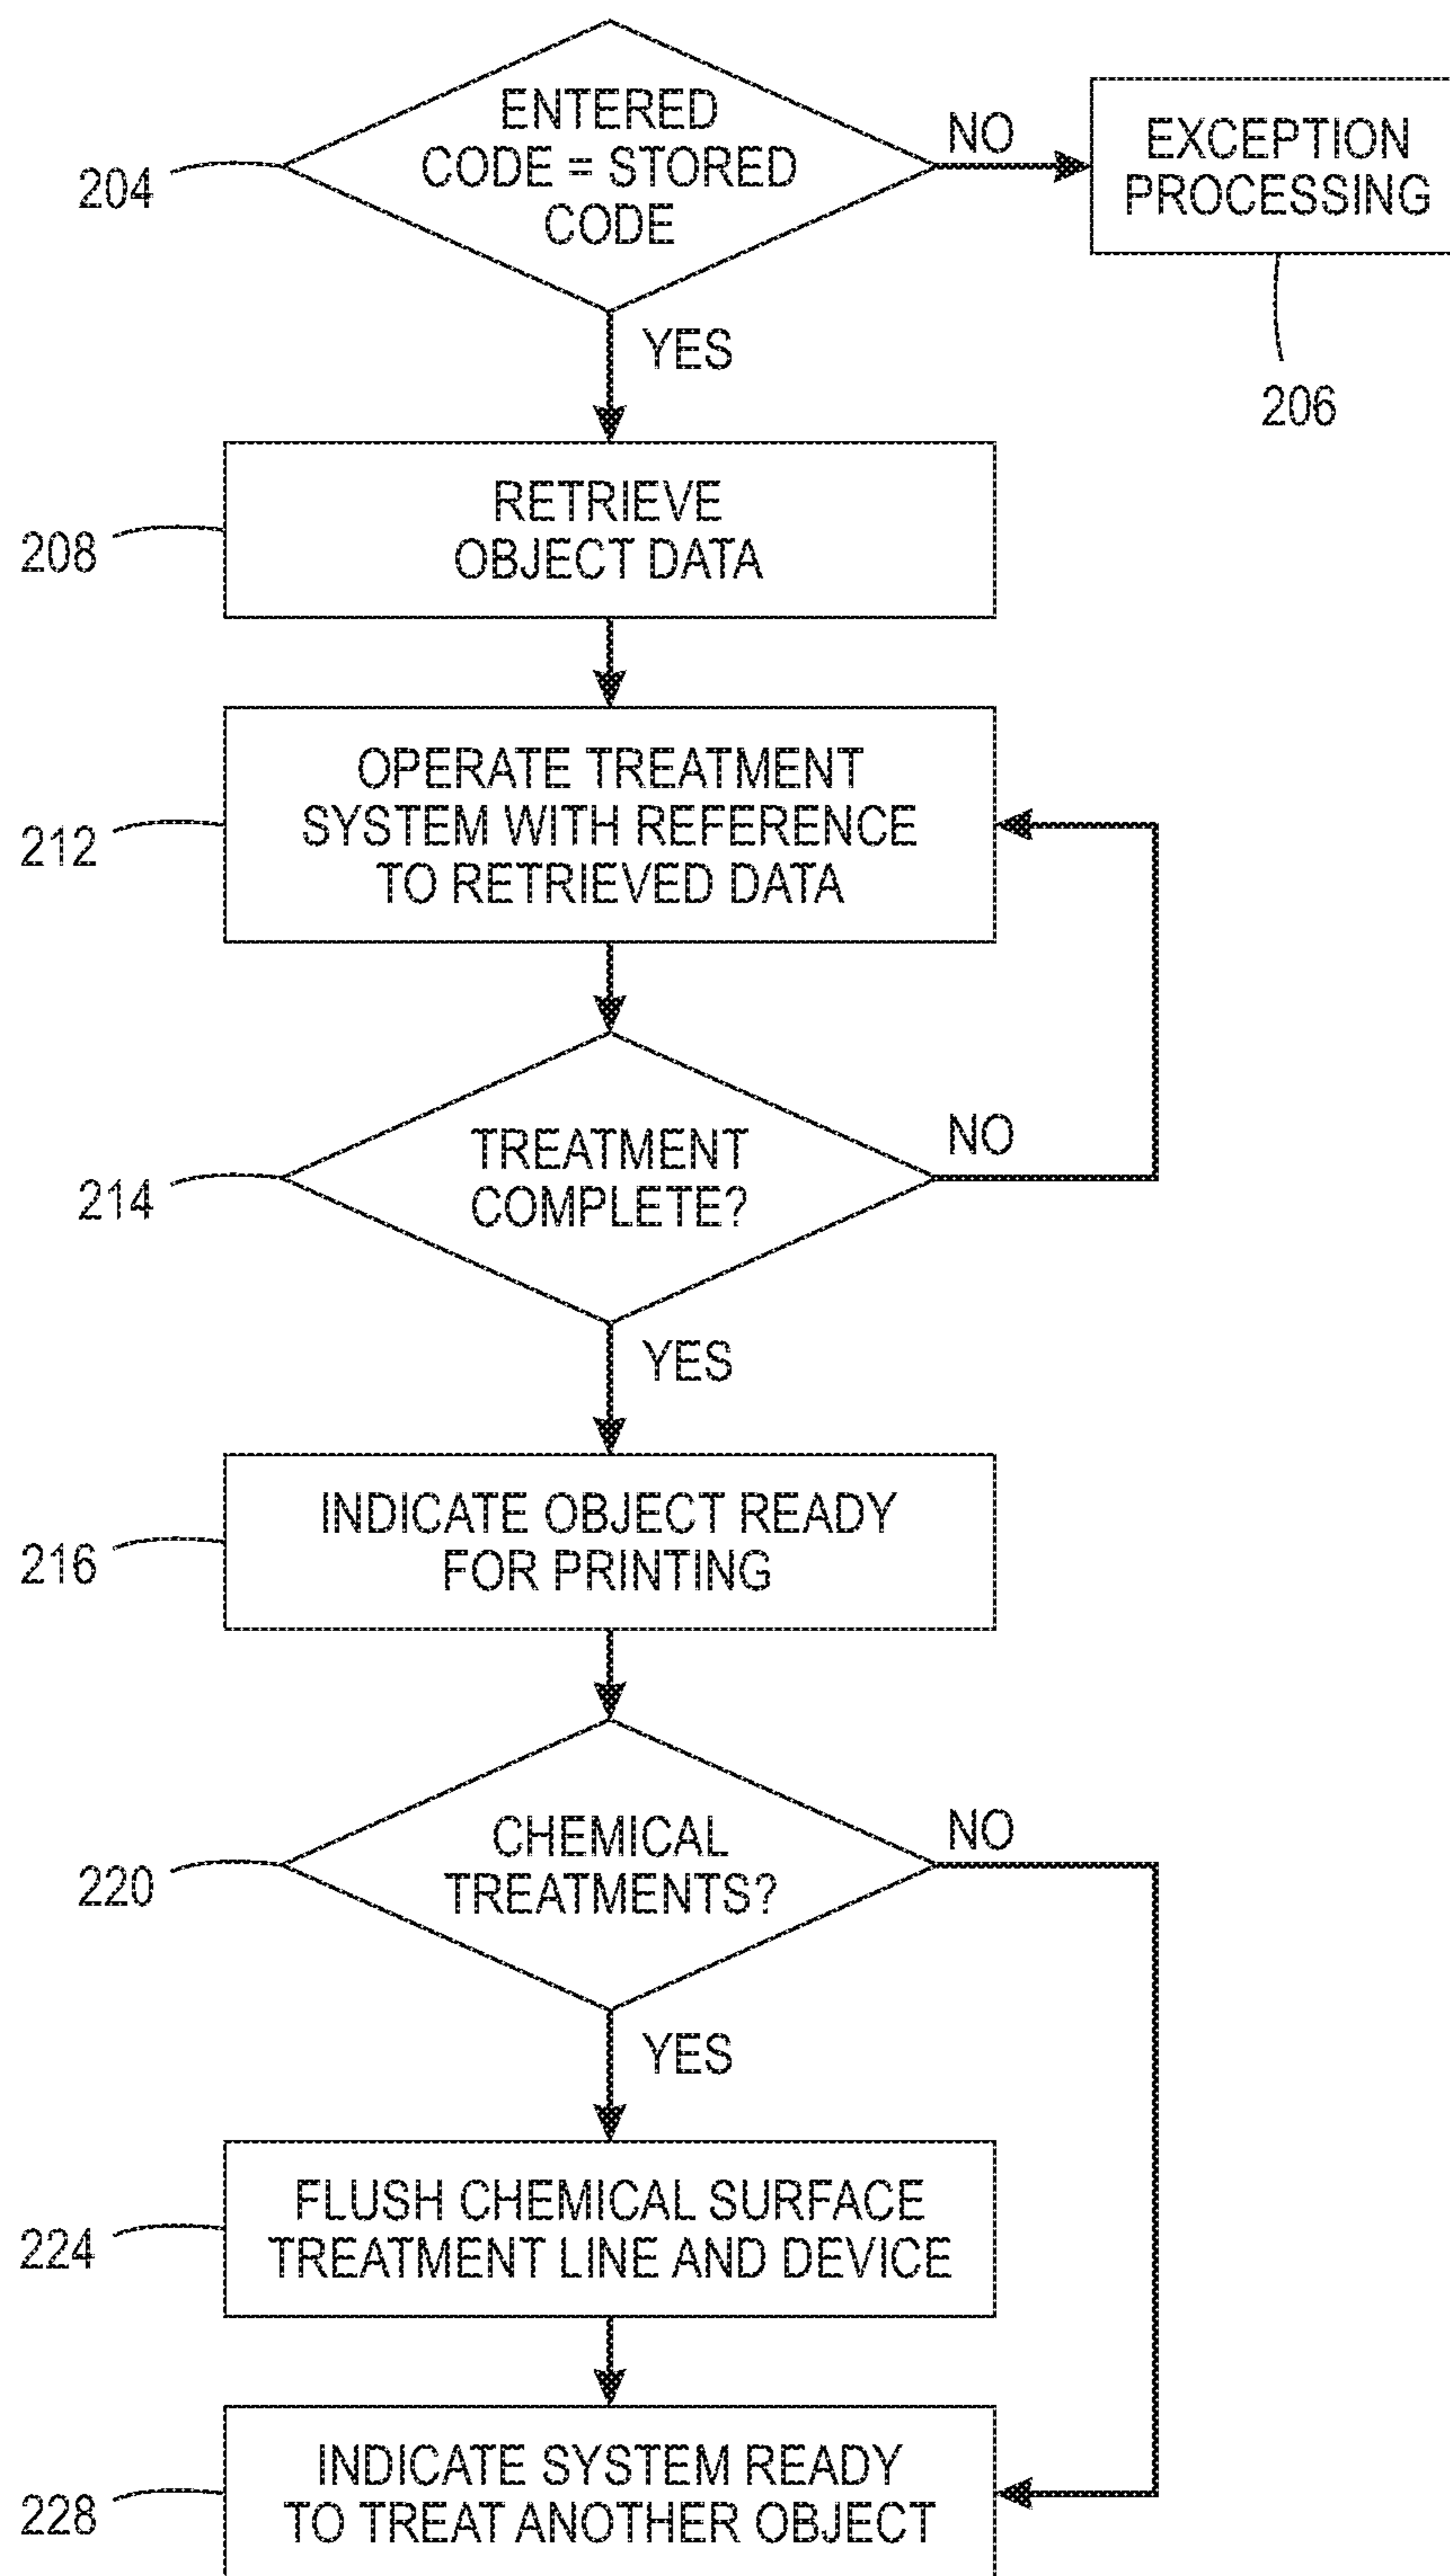 ENTERED
CODE = STORED
CODE
204
NO
EXCEPTION
PROCESSING
206
YES
RETRIEVE
OBJECT DATA
208
OPERATE TREATMENT
SYSTEM WITH REFERENCE
TO RETRIEVED DATA
212
TREATMENT
COMPLETE?
214
NO
YES
INDICATE OBJECT READY
FOR PRINTING
216
CHEMICAL
TREATMENTS?
220
NO
YES
FLUSH CHEMICAL SURFACE
TREATMENT LINE AND DEVICE
224
INDICATE SYSTEM READY
TO TREAT ANOTHER OBJECT
228